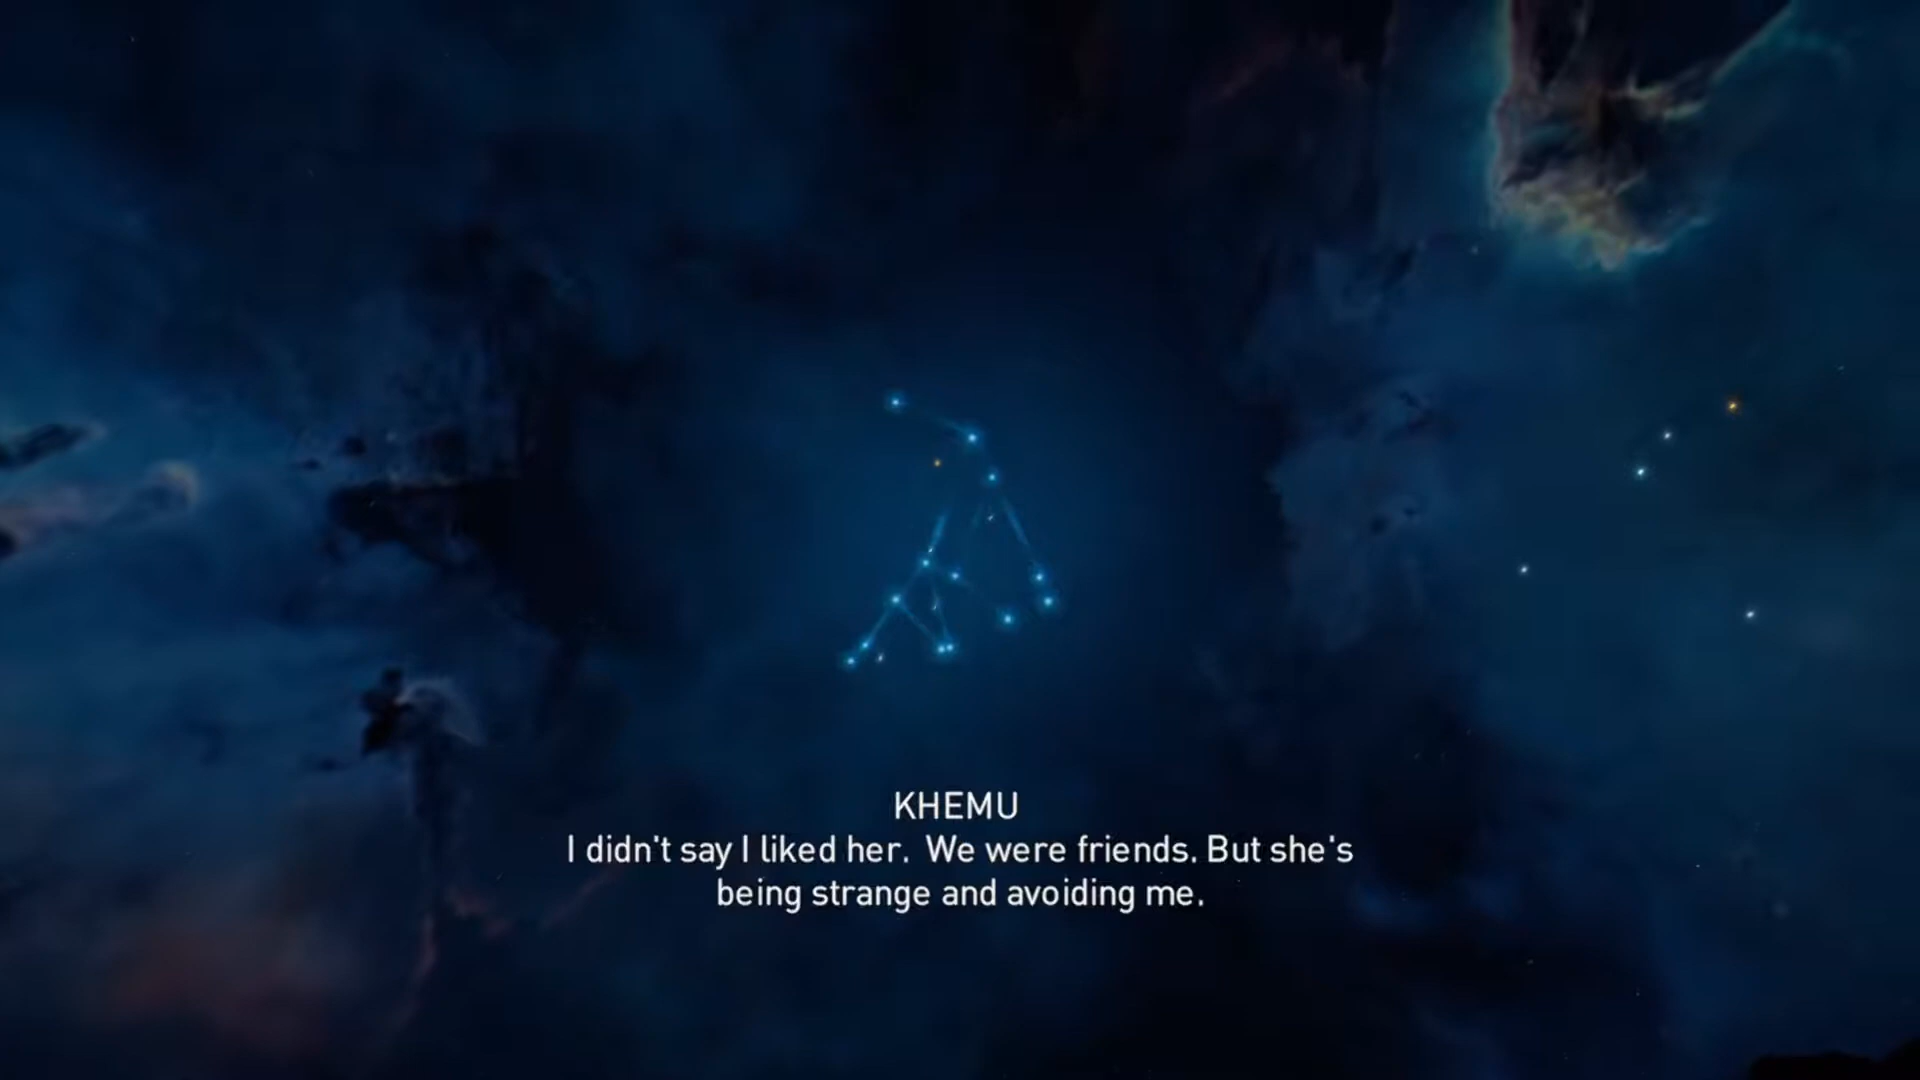 KHEMU
I didn't say I liked her.  We were friends. But she's
being strange and avoiding me.